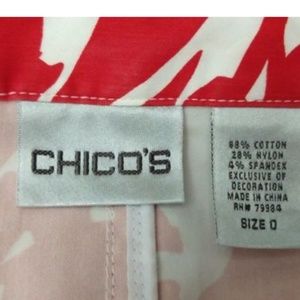 CHICO'S
68% COTTON
28% NYLON
4% SPANDEX
EXCLUSIVE OF
DECORATION
MADE IN CHINA
RN# 79984
SIZE 0